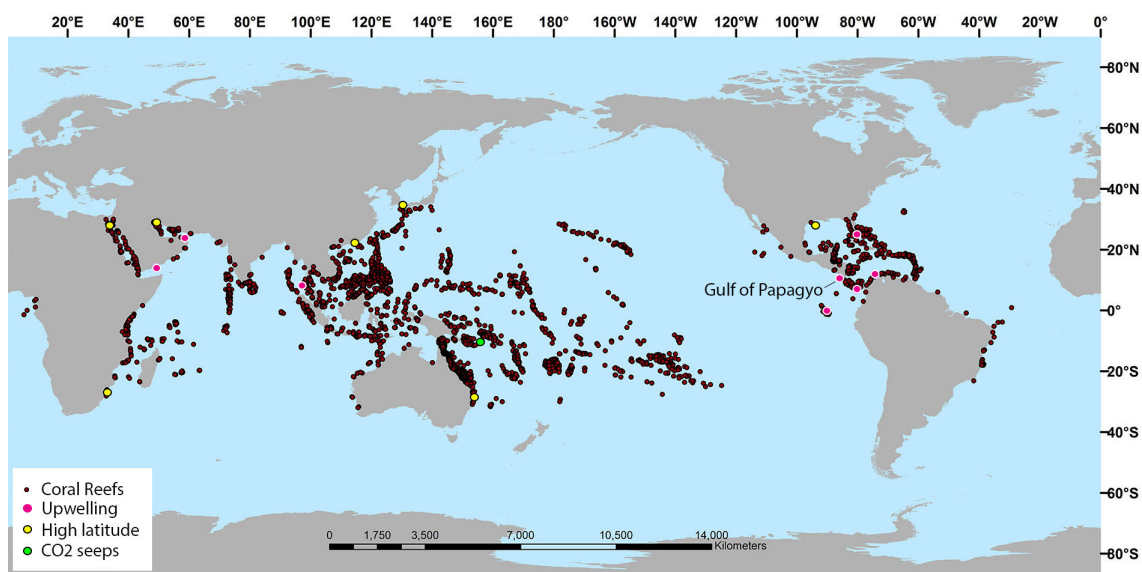 20°E 40°E 60°E 80°E 100°E 120°E 140°E 160°E 180° 160°W 140°W 120°W 100°W 80°W 60°W 40°W 20°W 0°
80°N
60°N
40°N
20°N
Gulf of Papagyo
0°
20°S
40°S
60°S
80°S
Coral Reefs
Upwelling
High latitude
CO2 seeps
0 1,750 3,500 7,000 10,500 14,000
Kilometers